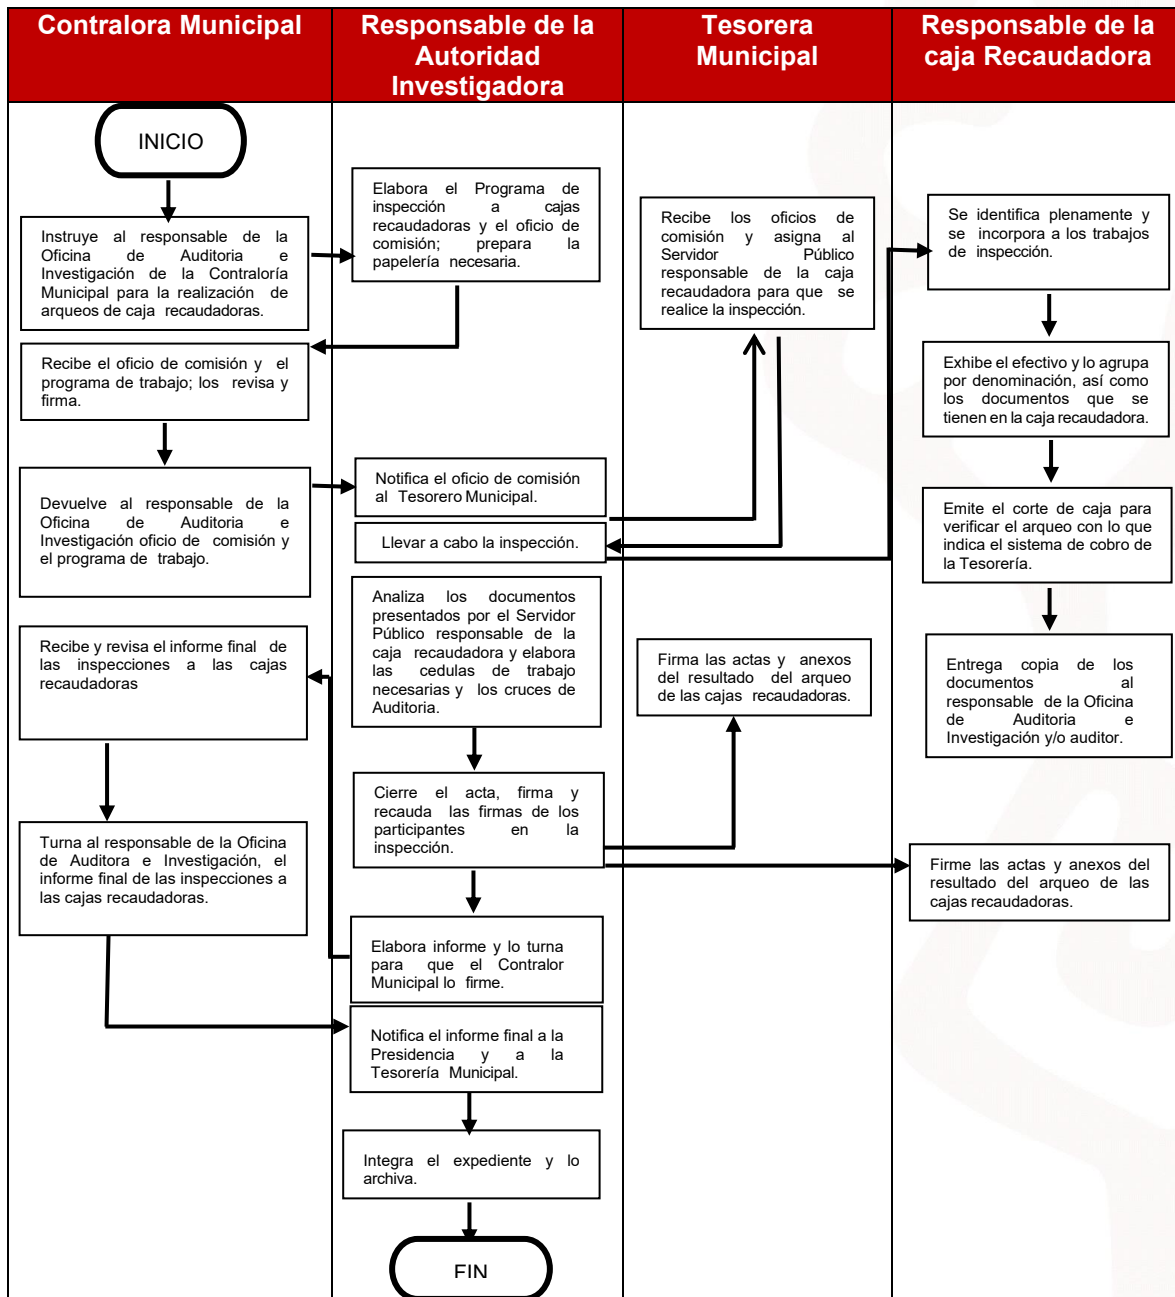 Contralora Municipal
Responsable de la
Autoridad
Investigadora
Tesorera
Municipal
Responsable de la
caja Recaudadora
INICIO
Instruye al responsable de la
Oficina de Auditoria e
Investigación de la Contraloría
Municipal para la realización de
arqueos de caja recaudadoras.
Elabora el Programa de
inspección a cajas
recaudadoras y el oficio de
comisión; prepara la
papelería necesaria.
Recibe el oficio de comisión y el
programa de trabajo; los revisa y
firma.
Devuelve al responsable de la
Oficina de Auditoria e
Investigación oficio de comisión y
el programa de trabajo.
Notifica el oficio de comisión
al Tesorero Municipal.
Recibe los oficios de
comisión y asigna al
Servidor Público
responsable de la caja
recaudadora para que se
realice la inspección.
Llevar a cabo la inspección.
Se identifica plenamente y
se incorpora a los trabajos
de inspección.
Exhibe el efectivo y lo agrupa
por denominación, así como
los documentos que se
tienen en la caja recaudadora.
Emite el corte de caja para
verificar el arqueo con lo que
indica el sistema de cobro de
la Tesorería.
Entrega copia de los
documentos al
responsable de la Oficina
de Auditoria e
Investigación y/o auditor.
Analiza los documentos
presentados por el Servidor
Público responsable de la
caja recaudadora y elabora
las cedulas de trabajo
necesarias y los cruces de
Auditoria.
Cierre el acta, firma y
recauda las firmas de los
participantes en la
inspección.
Firma las actas y anexos
del resultado del arqueo
de las cajas recaudadoras.
Firme las actas y anexos del
resultado del arqueo de las
cajas recaudadoras.
Elabora informe y lo turna
para que el Contralor
Municipal lo firme.
Recibe y revisa el informe final de
las inspecciones a las cajas
recaudadoras
Turna al responsable de la Oficina
de Auditora e Investigación, el
informe final de las inspecciones a
las cajas recaudadoras.
Notifica el informe final a la
Presidencia y a la
Tesorería Municipal.
Integra el expediente y lo
archiva.
FIN